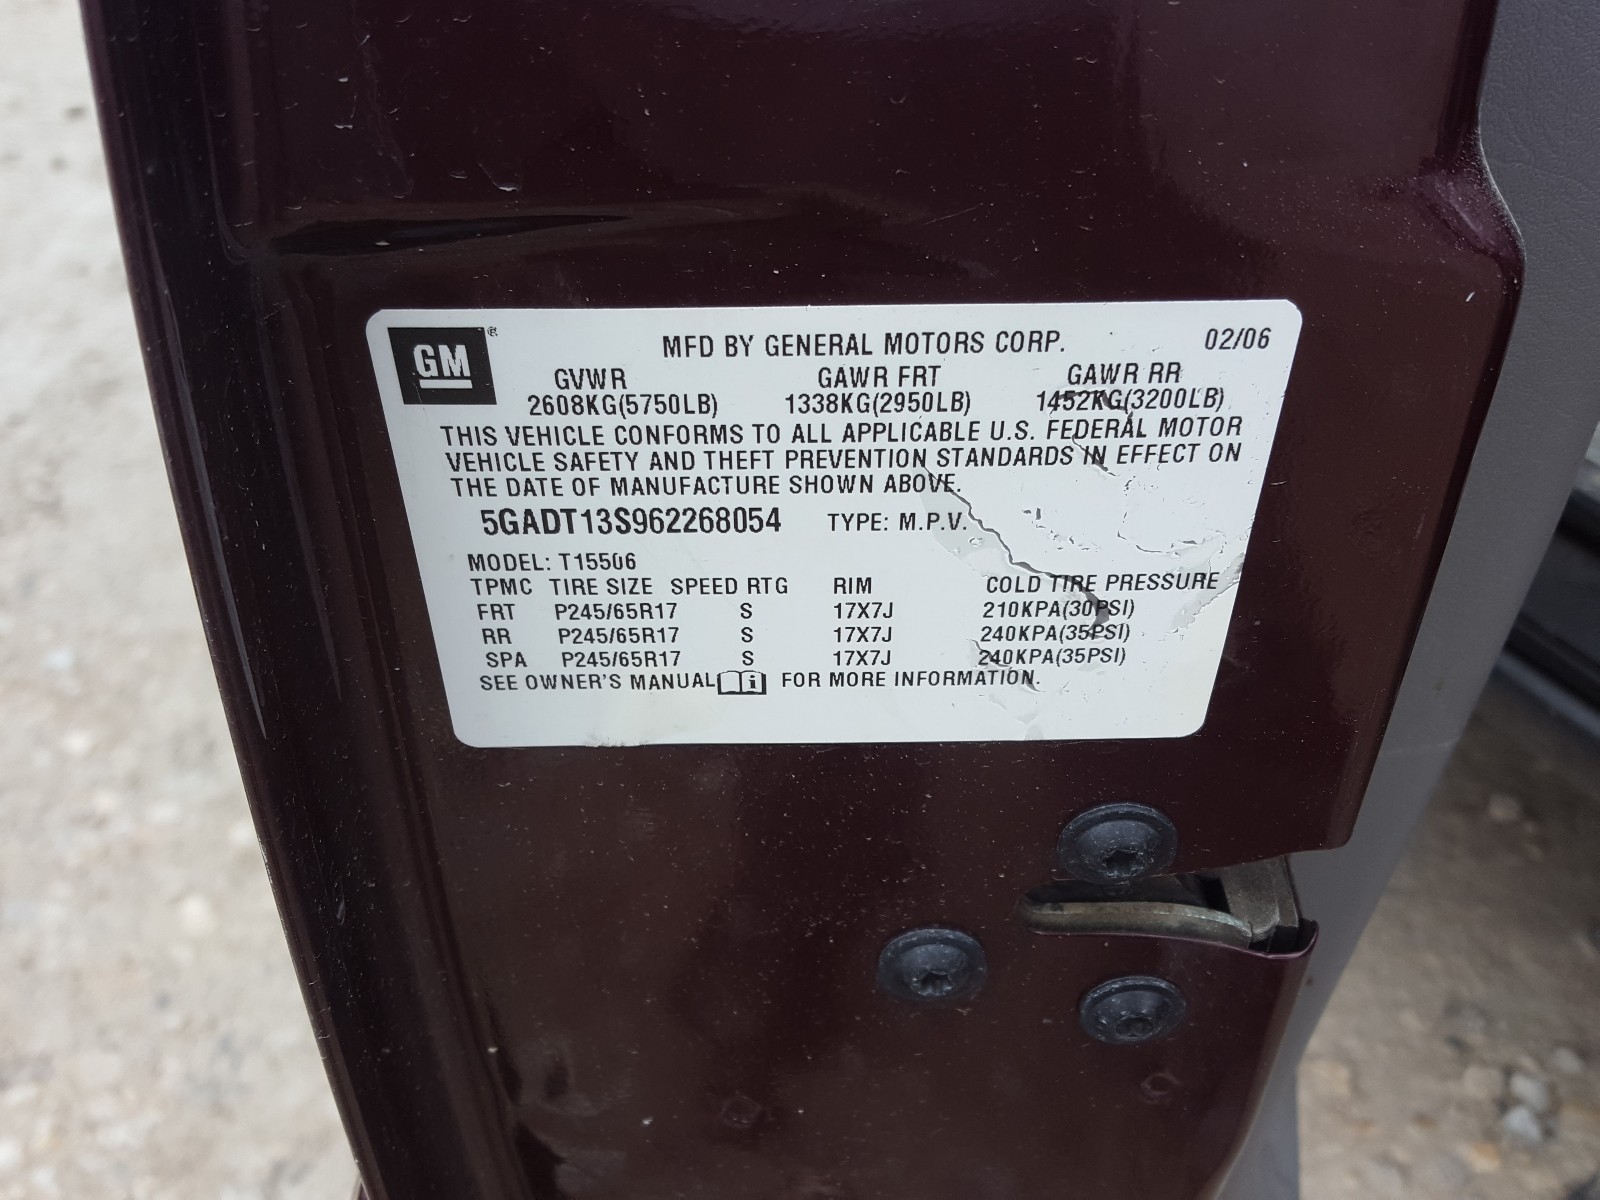 GM ®
MFD BY GENERAL MOTORS CORP. 02/06
GVWR GAWR FRT GAWR RR
2608KG(5750LB) 1338KG(2950LB) 1452KG(3200LB)
THIS VEHICLE CONFORMS TO ALL APPLICABLE U.S. FEDERAL MOTOR
VEHICLE SAFETY AND THEFT PREVENTION STANDARDS IN EFFECT ON
THE DATE OF MANUFACTURE SHOWN ABOVE.
5GADT13S962268054 TYPE: M.P.V.
MODEL: T15506
TPMC TIRE SIZE SPEED RTG RIM COLD TIRE PRESSURE
FRT P245/65R17 S 17X7J 210KPA(30PSI)
RR P245/65R17 S 17X7J 240KPA(35PSI)
SPA P245/65R17 S 17X7J 240KPA(35PSI)
SEE OWNER'S MANUAL i FOR MORE INFORMATION.